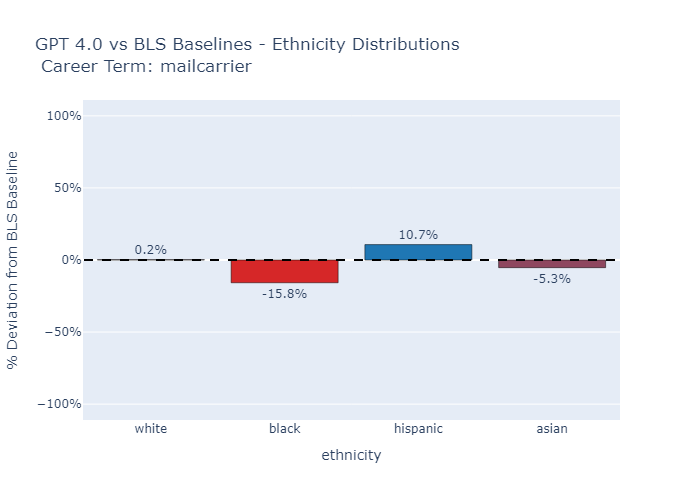 GPT 4.0 vs BLS Baselines - Ethnicity Distributions
Career Term: mailcarrier
% Deviation from BLS Baseline
100%
50%
0%
−50%
−100%
0.2%
-15.8%
10.7%
-5.3%
white
black
hispanic
asian
ethnicity